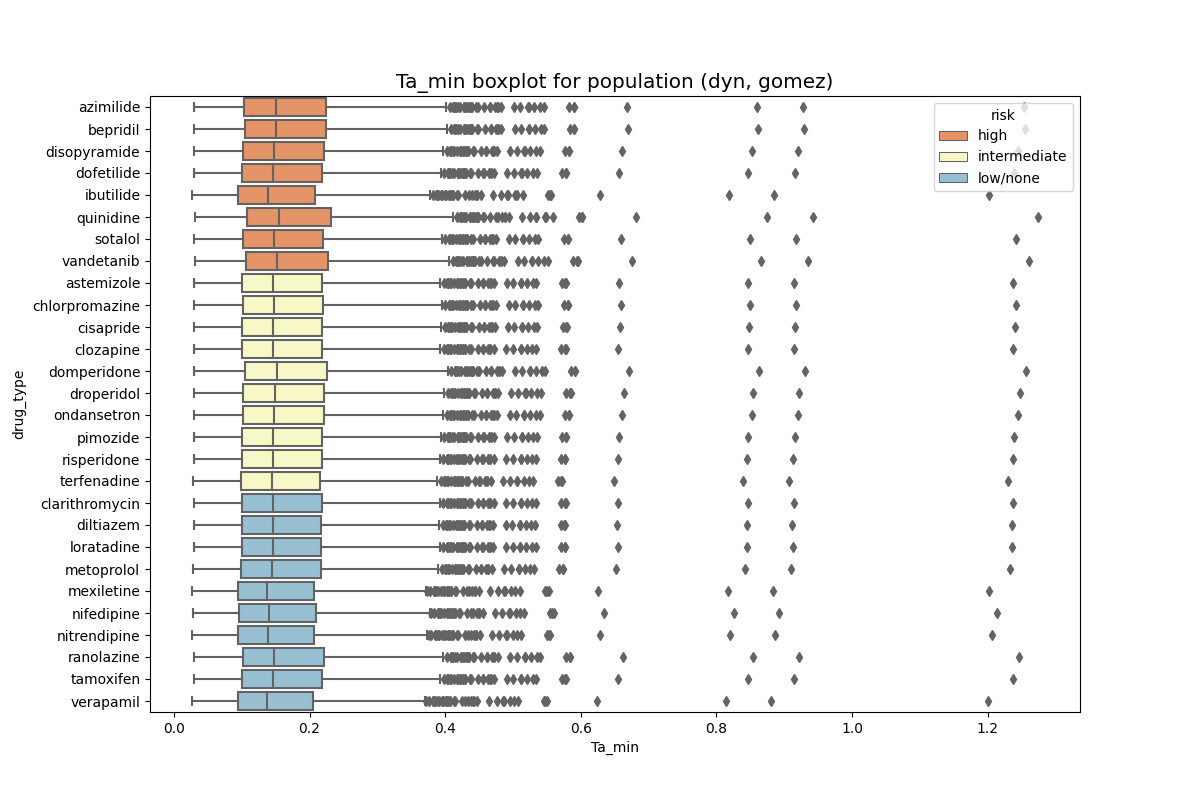 Ta_min boxplot for population (dyn, gomez)
azimilide
bepridil
disopyramide
dofetilide
ibutilide
quinidine
sotalol
vandetanib
astemizole
chlorpromazine
cisapride
clozapine
domperidone
droperidol
ondansetron
pimozide
risperidone
terfenadine
clarithromycin
diltiazem
loratadine
metoprolol
mexiletine
nifedipine
nitrendipine
ranolazine
tamoxifen
verapamil
drug_type
risk
high
intermediate
low/none
0.0 0.2 0.4 0.6 0.8 1.0 1.2
Ta_min